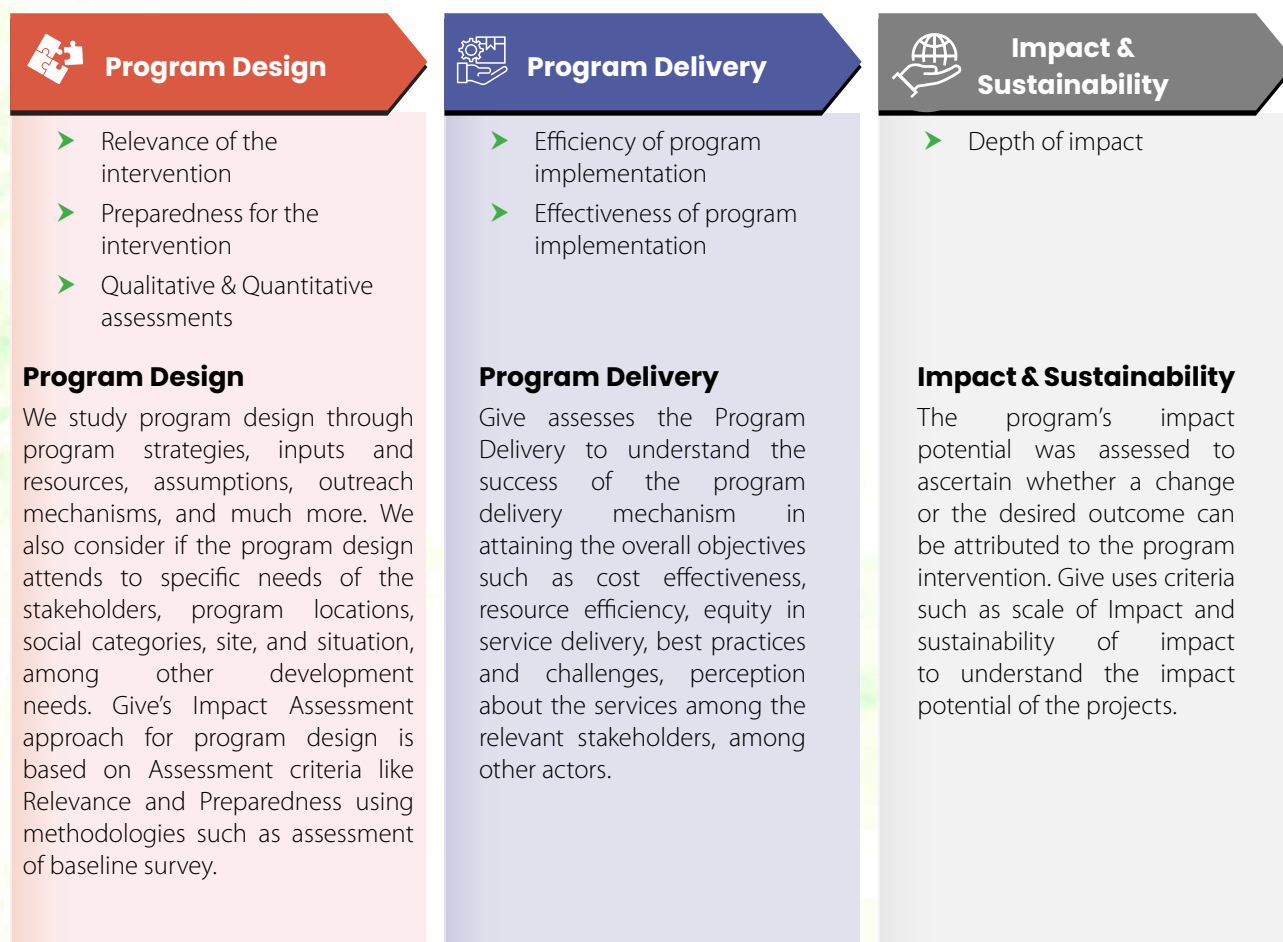 Program Design
Relevance of the
intervention
Preparedness for the
intervention
Qualitative & Quantitative
assessments
Program Design
We study program design through
program strategies, inputs and
resources, assumptions, outreach
mechanisms, and much more. We
also consider if the program design
attends to specific needs of the
stakeholders, program locations,
social categories, site, and situation,
among other development
needs. Give's Impact Assessment
approach for program design is
based on Assessment criteria like
Relevance and Preparedness using
methodologies such as assessment
of baseline survey.
Program Delivery
Efficiency of program
implementation
Effectiveness of program
implementation
Program Delivery
Give assesses the Program
Delivery to understand the
success of the program
delivery mechanism in
attaining the overall objectives
such as cost effectiveness,
resource efficiency, equity in
service delivery, best practices
and challenges, perception
about the services among the
relevant stakeholders, among
other actors.
Impact &
Sustainability
Depth of impact
Impact & Sustainability
The program's impact
potential was assessed to
ascertain whether a change
or the desired outcome can
be attributed to the program
intervention. Give uses criteria
such as scale of Impact and
sustainability of impact
to understand the impact
potential of the projects.